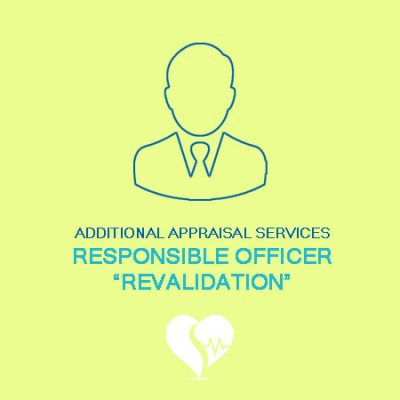 ADDITIONAL APPRAISAL SERVICES
RESPONSIBLE OFFICER
“REVALIDATION”